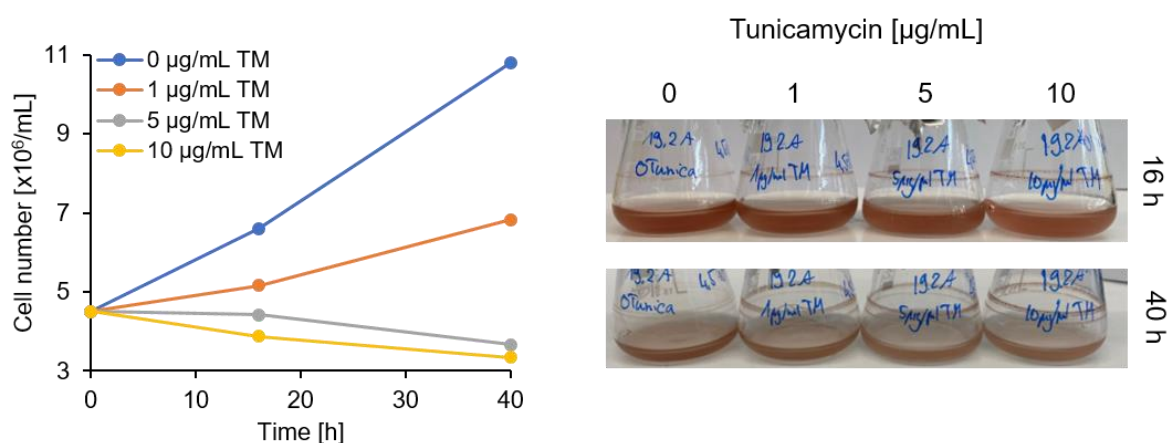 Tunicamycin [µg/mL]
11
9
7
5
3
Cell number [x10⁶/mL]
0 µg/mL TM
1 µg/mL TM
5 µg/mL TM
10 µg/mL TM
0 10 20 30 40
Time [h]
0 1 5 10
19.2A
0Tunica
19.2A
1µg/ml TM
19.2A
19.2A
10µg/ml TM
16 h
19.2A
0Tunica
19.2A
1µg/ml TM
19.2A
5µg/ml TM
19.2A
10µg/ml TM
40 h